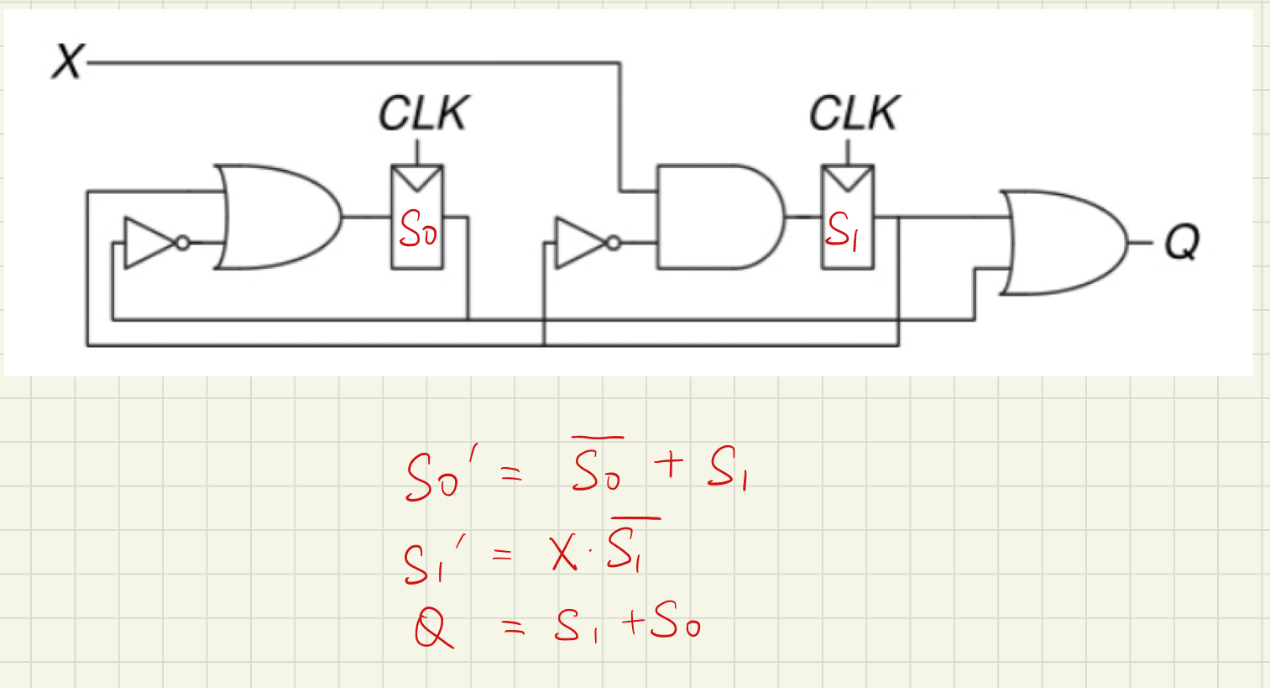 X
CLK CLK
S₀ S₁ Q
S₀' = S̅₀̅ + S₁
S₁' = X · S̅₁̅
Q = S₁ + S₀